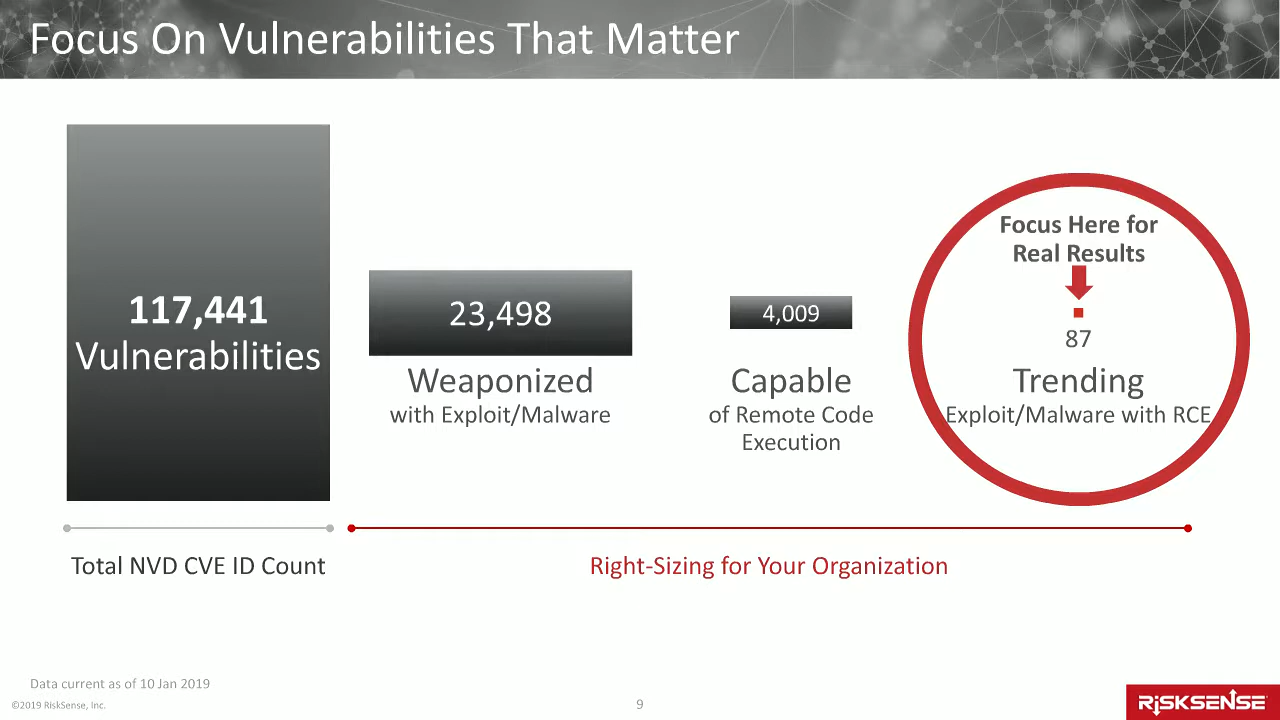 Focus On Vulnerabilities That Matter
117,441
Vulnerabilities
23,498
Weaponized
with Exploit/Malware
4,009
Capable
of Remote Code
Execution
Focus Here for
Real Results
87
Trending
Exploit/Malware with RCE
Total NVD CVE ID Count
Right-Sizing for Your Organization
Data current as of 10 Jan 2019
©2019 RiskSense, Inc.
9
RiSKSENSE